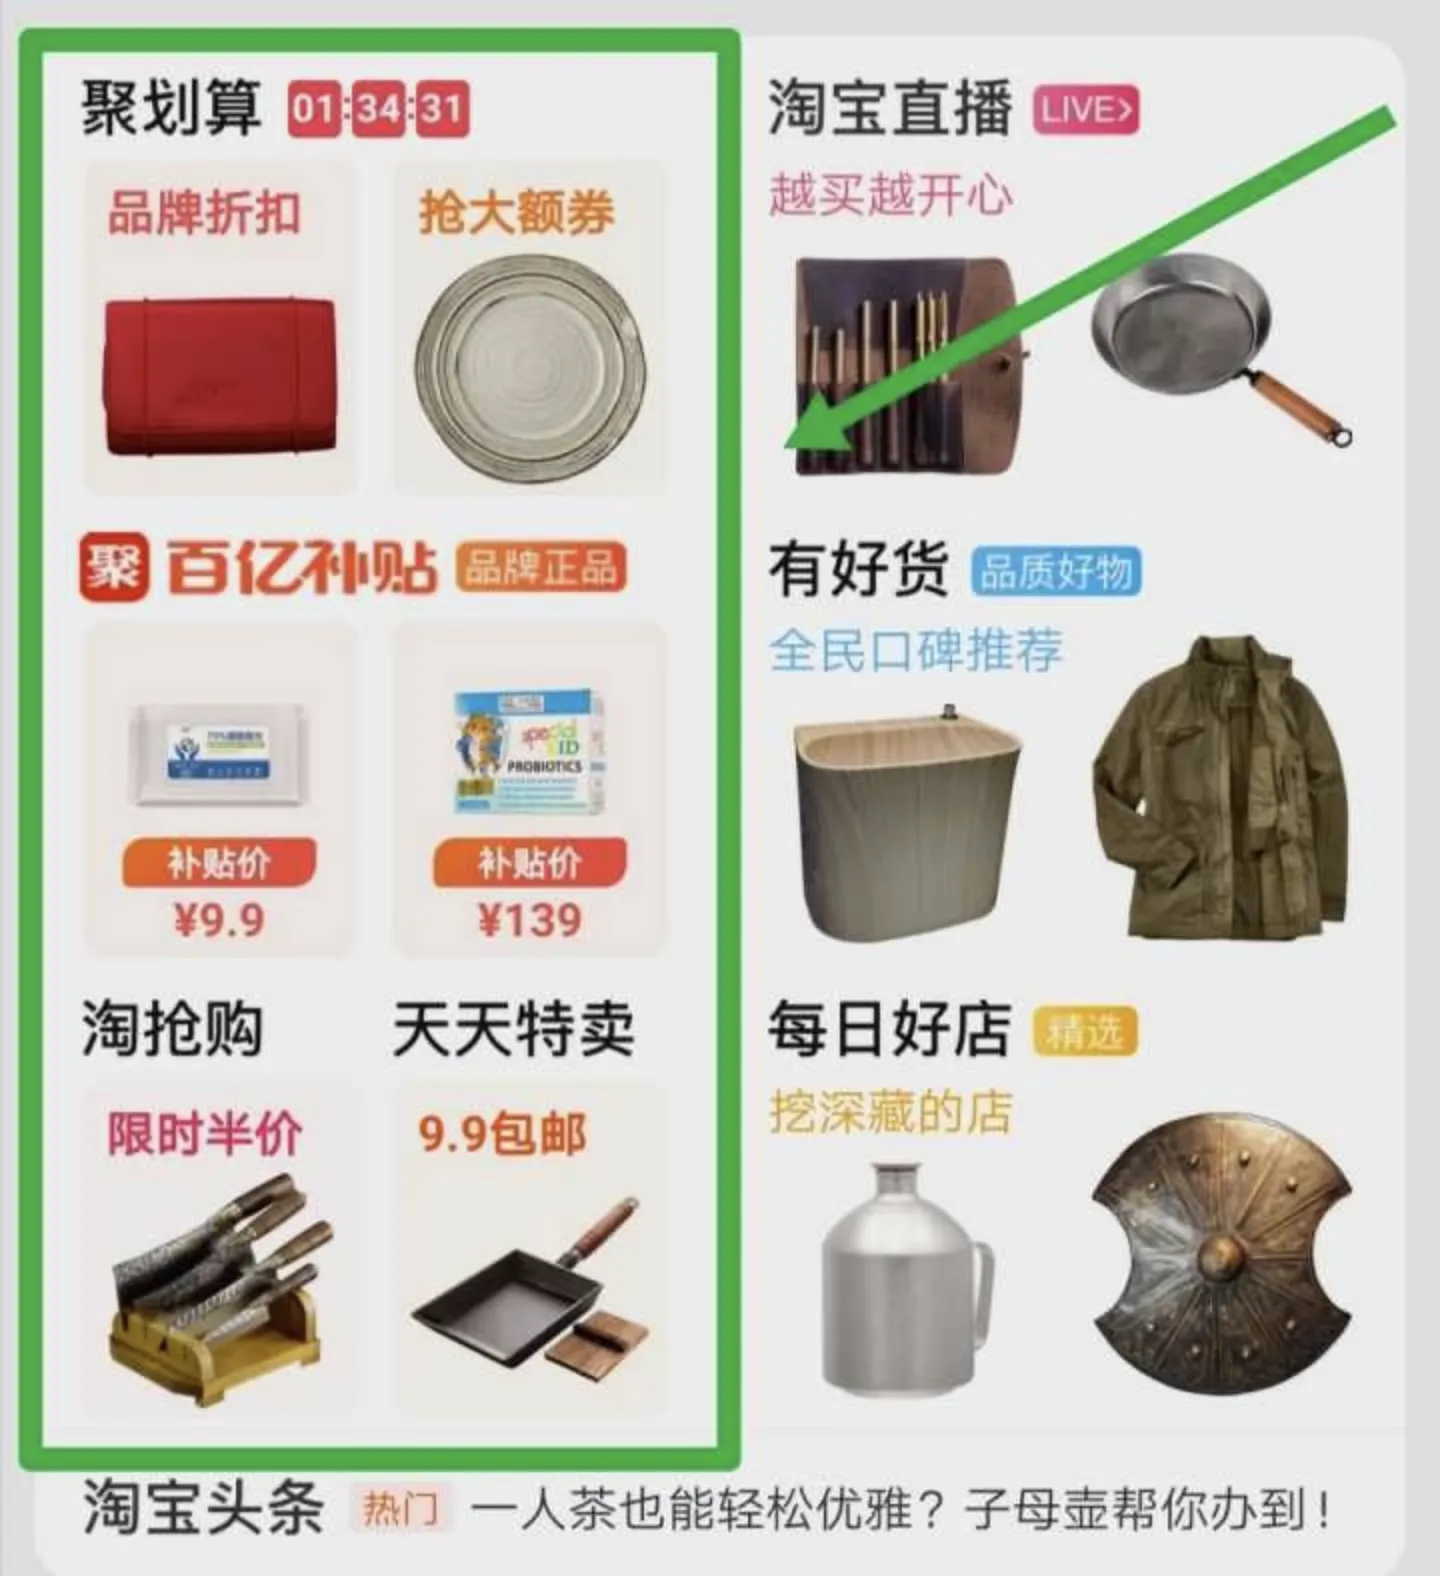 聚划算 01:34:31
品牌折扣
抢大额券
聚 百亿补贴 品牌正品
special
KID
PROBIOTICS
补贴价
¥9.9
补贴价
¥139
淘抢购
限时半价
天天特卖
9.9包邮
淘宝直播 LIVE>
越买越开心
有好货 品质好物
全民口碑推荐
每日好店 精选
挖深藏的店
淘宝头条 热门 一人茶也能轻松优雅？子母壶帮你办到！